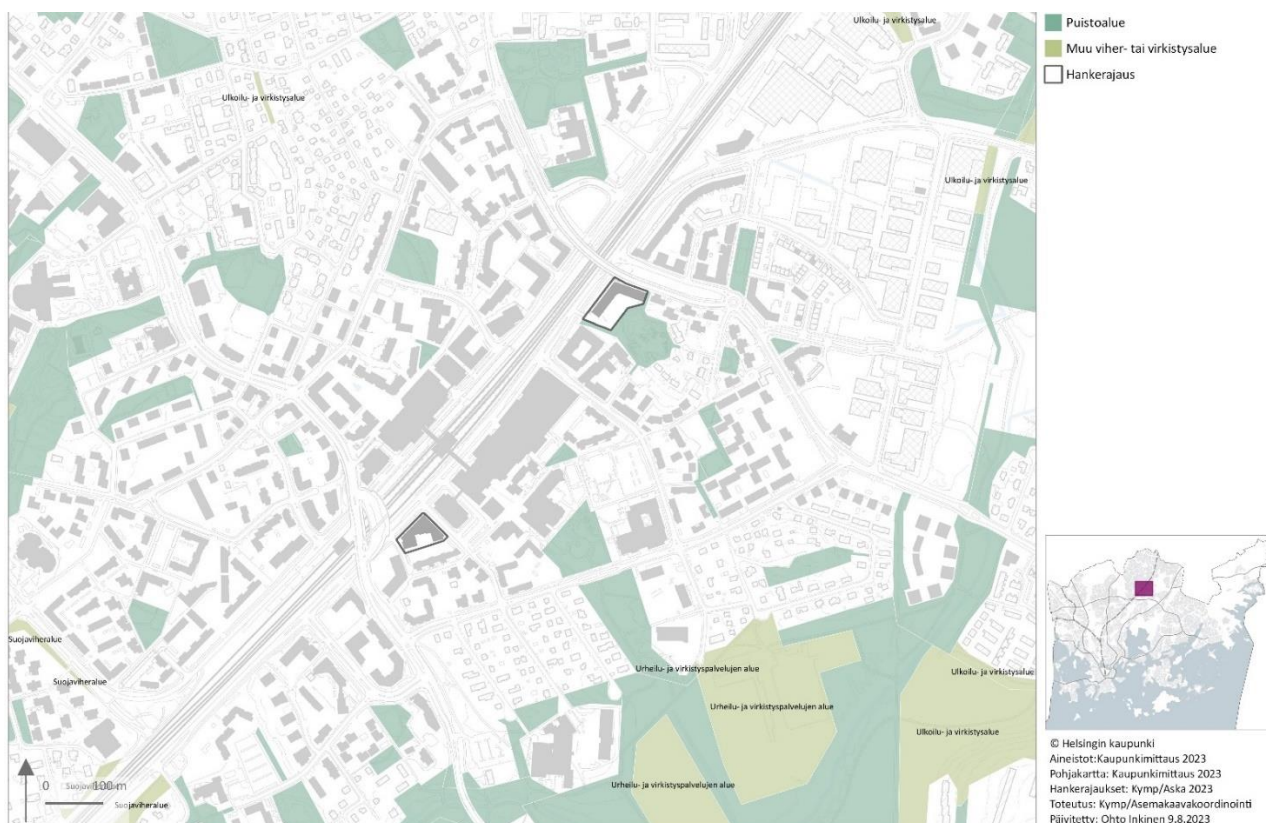 Ulkoilu- ja virkistysalue
Puistoalue
Muu viher- tai virkistysalue
Hankerajaus
Ulkoilu- ja virkistysalue
Ulkoilu- ja virkistysalue
Suojaviheralue
Suojaviheralue
Urheilu- ja virkistyspalvelujen alue
Ulkoilu- ja virkistysalue
Urheilu- ja virkistyspalvelujen alue
Ulkoilu- ja virkistysalue
Urheilu- ja virkistyspalvelujen alue
0 100 m
Suojaviheralue
© Helsingin kaupunki
Aineistot:Kaupunkimittaus 2023
Pohjakartta: Kaupunkimittaus 2023
Hankerajaukset: Kymp/Aska 2023
Toteutus: Kymp/Asemakaavakoordinointi
Päivitetty: Ohto Inkinen 9.8.2023